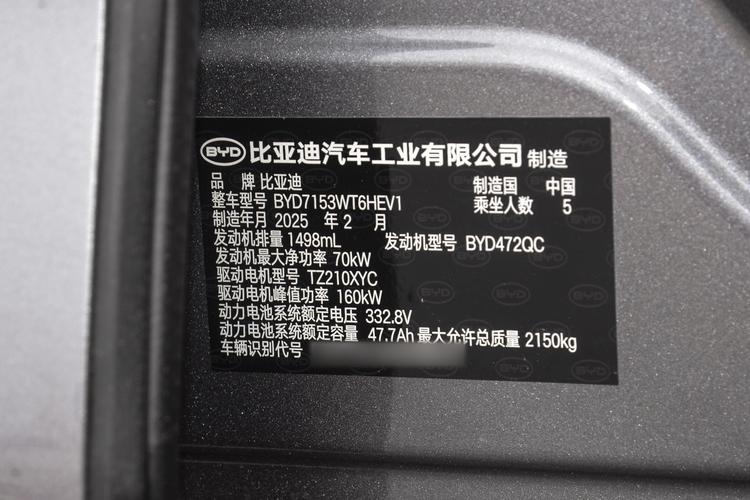 BYD 比亚迪汽车工业有限公司 制造
品 牌 比亚迪 制造国 中国
整车型号 BYD7153WT6HEV1 乘坐人数 5
制造年月 2025 年 2 月
发动机排量 1498mL 发动机型号 BYD472QC
发动机最大净功率 70kW
驱动电机型号 TZ210XYC
驱动电机峰值功率 160kW
动力电池系统额定电压 332.8V
动力电池系统额定容量 47.7Ah 最大允许总质量 2150kg
车辆识别代号